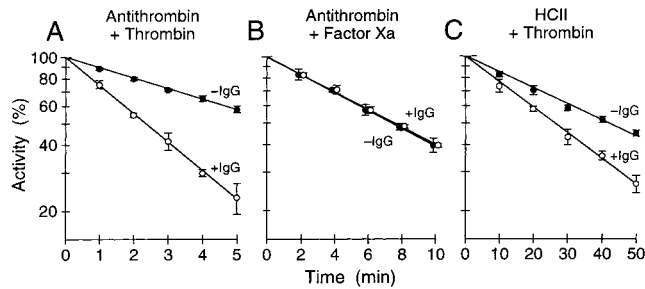 A
Antithrombin
+ Thrombin
B
Antithrombin
+ Factor Xa
C
HCII
+ Thrombin
Activity (%)
100
80
60
40
20
–IgG
+IgG
0 1 2 3 4 5
+IgG
–IgG
0 2 4 6 8 10
–IgG
+IgG
0 10 20 30 40 50
Time (min)